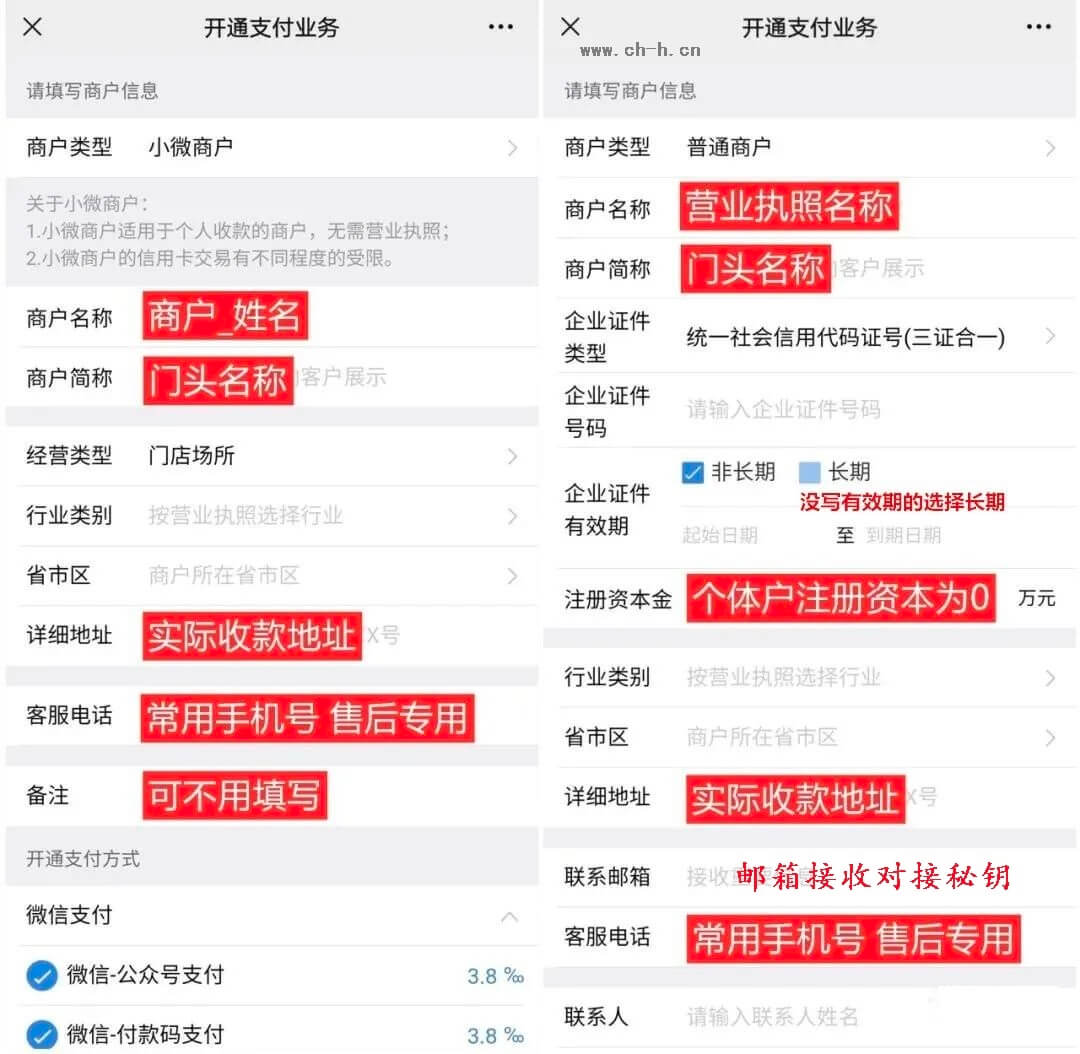 开通支付业务
请填写商户信息
商户类型 小微商户
关于小微商户：
1.小微商户适用于个人收款的商户，无需营业执照；
2.小微商户的信用卡交易有不同程度的受限。
商户名称 商户_姓名
商户简称 门头名称 客户展示
经营类型 门店场所
行业类别 按营业执照选择行业
省市区 商户所在省市区
详细地址 实际收款地址 X号
客服电话 常用手机号 售后专用
备注 可不用填写
开通支付方式
微信支付
微信-公众号支付 3.8 ‰
微信-付款码支付 3.8 ‰
开通支付业务
www.ch-h.cn
请填写商户信息
商户类型 普通商户
商户名称 营业执照名称
商户简称 门头名称 客户展示
企业证件
类型
统一社会信用代码证号(三证合一)
企业证件
号码
请输入企业证件号码
企业证件
有效期
非长期 长期
没写有效期的选择长期
起始日期 至 到期日期
注册资本金 个体户注册资本为0 万元
行业类别 按营业执照选择行业
省市区 商户所在省市区
详细地址 实际收款地址 X号
联系邮箱 接收 邮箱接收对接秘钥
客服电话 常用手机号 售后专用
联系人 请输入联系人姓名